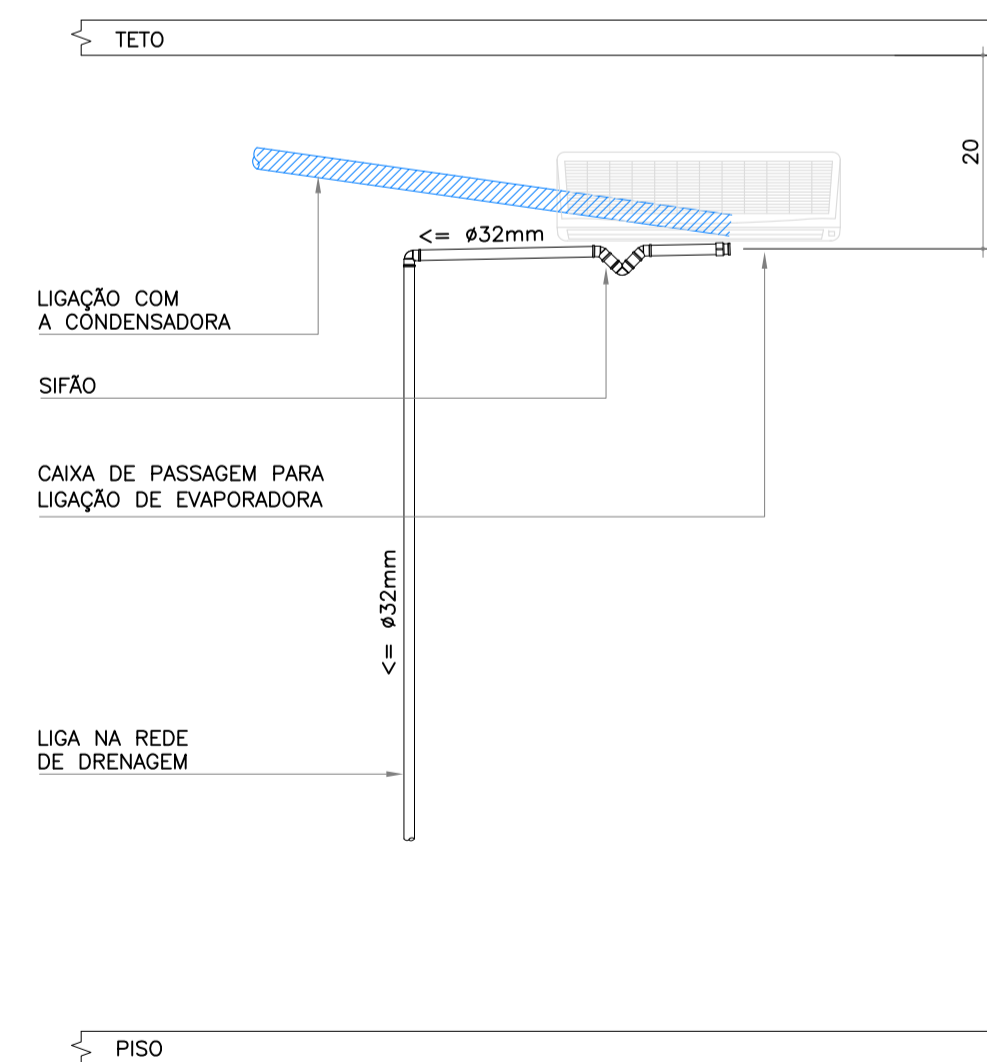 TETO
20
<= ø32mm
LIGAÇÃO COM
A CONDENSADORA
SIFÃO
CAIXA DE PASSAGEM PARA
LIGAÇÃO DE EVAPORADORA
<= ø32mm
LIGA NA REDE
DE DRENAGEM
PISO